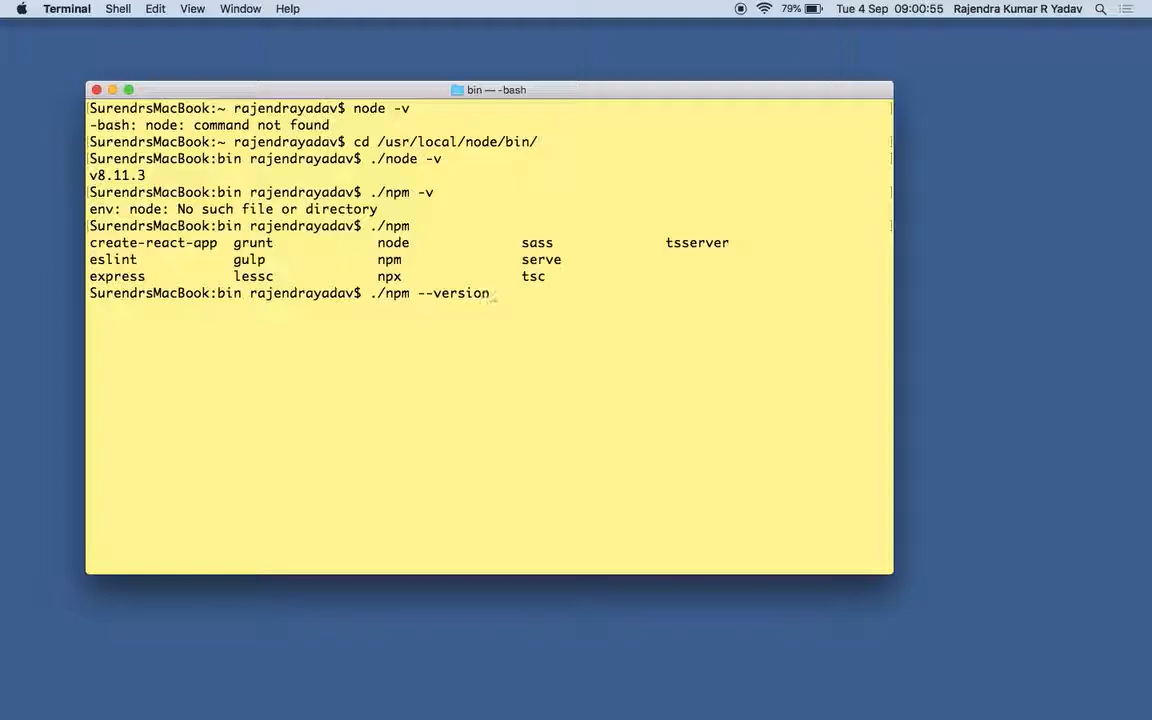 Terminal Shell Edit View Window Help 79% Tue 4 Sep 09:00:55 Rajendra Kumar R Yadav
bin — -bash
SurendrsMacBook:~ rajendrayadav$ node -v
-bash: node: command not found
SurendrsMacBook:~ rajendrayadav$ cd /usr/local/node/bin/
SurendrsMacBook:bin rajendrayadav$ ./node -v
v8.11.3
SurendrsMacBook:bin rajendrayadav$ ./npm -v
env: node: No such file or directory
SurendrsMacBook:bin rajendrayadav$ ./npm
create-react-app grunt node sass tsserver
eslint gulp npm serve
express lessc npx tsc
SurendrsMacBook:bin rajendrayadav$ ./npm --version